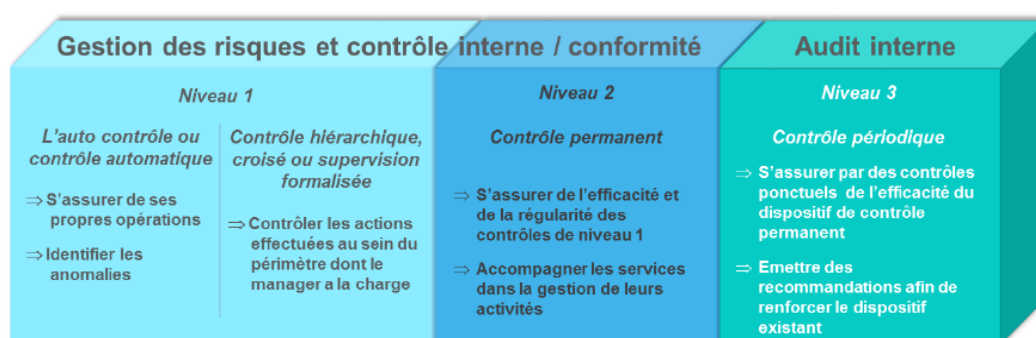 Gestion des risques et contrôle interne / conformité
Audit interne
Niveau 1
L'auto contrôle ou
contrôle automatique
⇒ S'assurer de ses
propres opérations
⇒ Identifier les
anomalies
Contrôle hiérarchique,
croisé ou supervision
formalisée
⇒ Contrôler les actions
effectuées au sein du
périmètre dont le
manager a la charge
Niveau 2
Contrôle permanent
⇒ S'assurer de l'efficacité et
de la régularité des
contrôles de niveau 1
⇒ Accompagner les services
dans la gestion de leurs
activités
Niveau 3
Contrôle périodique
⇒ S'assurer par des contrôles
ponctuels de l'efficacité du
dispositif de contrôle
permanent
⇒ Emettre des
recommandations afin de
renforcer le dispositif
existant